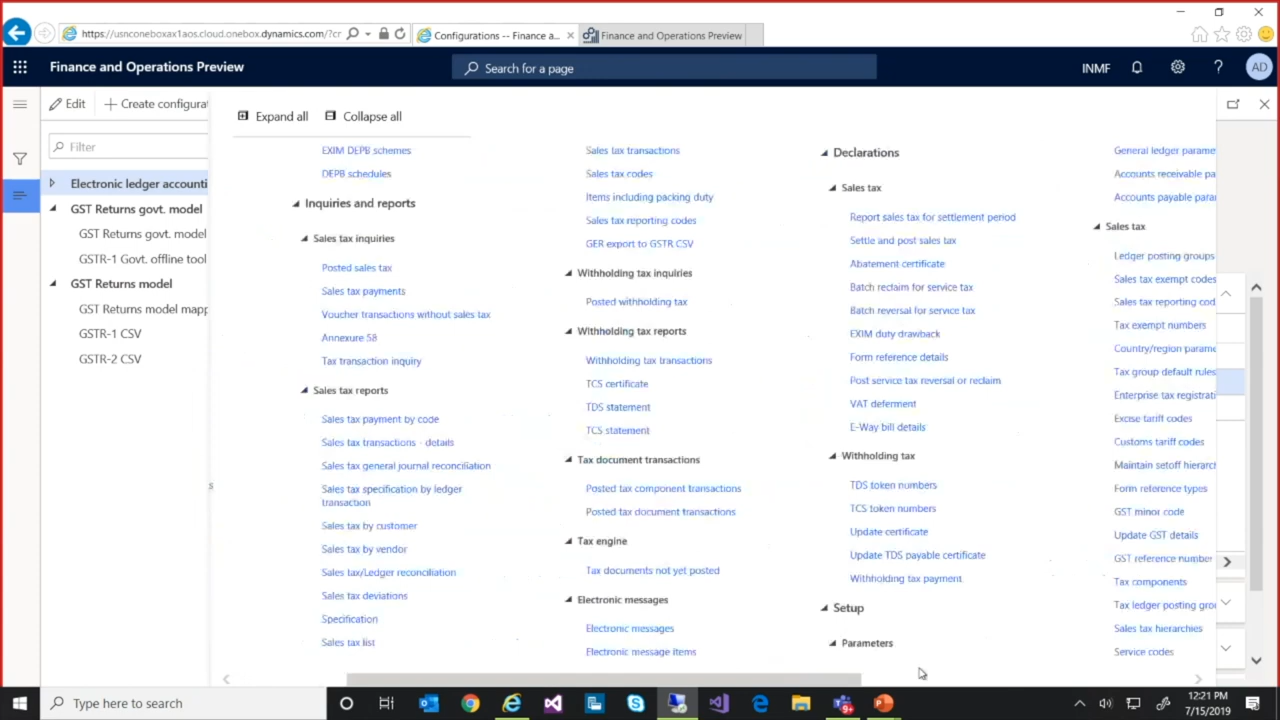 https://usnconeboxax1aos.cloud.onebox.dynamics.com/?cr
Configurations -- Finance a...
Finance and Operations Preview
Finance and Operations Preview
Search for a page
INMF
?
AD
Edit
Create configurat
Expand all
Collapse all
Filter
Electronic ledger accounti
GST Returns govt. model
GST Returns govt. model
GSTR-1 Govt. offline tool
GST Returns model
GST Returns model mapp
GSTR-1 CSV
GSTR-2 CSV
s
EXIM DEPB schemes
DEPB schedules
Inquiries and reports
Sales tax inquiries
Posted sales tax
Sales tax payments
Voucher transactions without sales tax
Annexure 58
Tax transaction inquiry
Sales tax reports
Sales tax payment by code
Sales tax transactions - details
Sales tax general journal reconciliation
Sales tax specification by ledger
transaction
Sales tax by customer
Sales tax by vendor
Sales tax/Ledger reconciliation
Sales tax deviations
Specification
Sales tax list
Sales tax transactions
Sales tax codes
Items including packing duty
Sales tax reporting codes
GER export to GSTR CSV
Withholding tax inquiries
Posted withholding tax
Withholding tax reports
Withholding tax transactions
TCS certificate
TDS statement
TCS statement
Tax document transactions
Posted tax component transactions
Posted tax document transactions
Tax engine
Tax documents not yet posted
Electronic messages
Electronic messages
Electronic message items
Declarations
Sales tax
Report sales tax for settlement period
Settle and post sales tax
Abatement certificate
Batch reclaim for service tax
Batch reversal for service tax
EXIM duty drawback
Form reference details
Post service tax reversal or reclaim
VAT deferment
E-Way bill details
Withholding tax
TDS token numbers
TCS token numbers
Update certificate
Update TDS payable certificate
Withholding tax payment
Setup
Parameters
General ledger parame
Accounts receivable pa
Accounts payable parar
Sales tax
Ledger posting groups
Sales tax exempt codes
Sales tax reporting cod
Tax exempt numbers
Country/region parame
Tax group default rules
Enterprise tax registrati
Excise tariff codes
Customs tariff codes
Maintain setoff hierarch
Form reference types
GST minor code
Update GST details
GST reference number
Tax components
Tax ledger posting grou
Sales tax hierarchies
Service codes
Type here to search
12:21 PM
7/15/2019